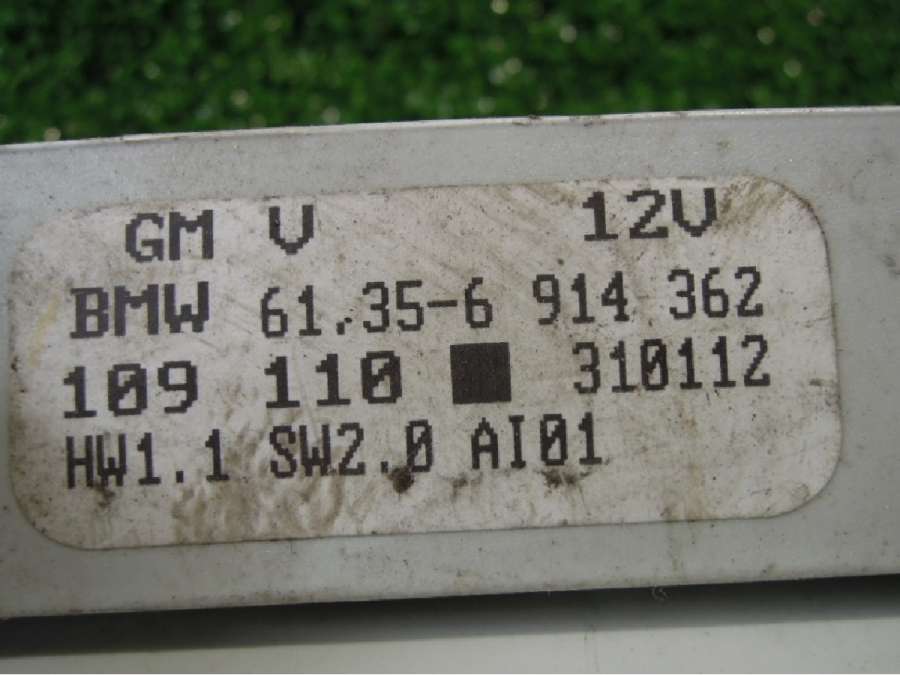 GM V 12V
BMW 61.35-6 914 362
109 110 310112
HW1.1 SW2.0 AI01